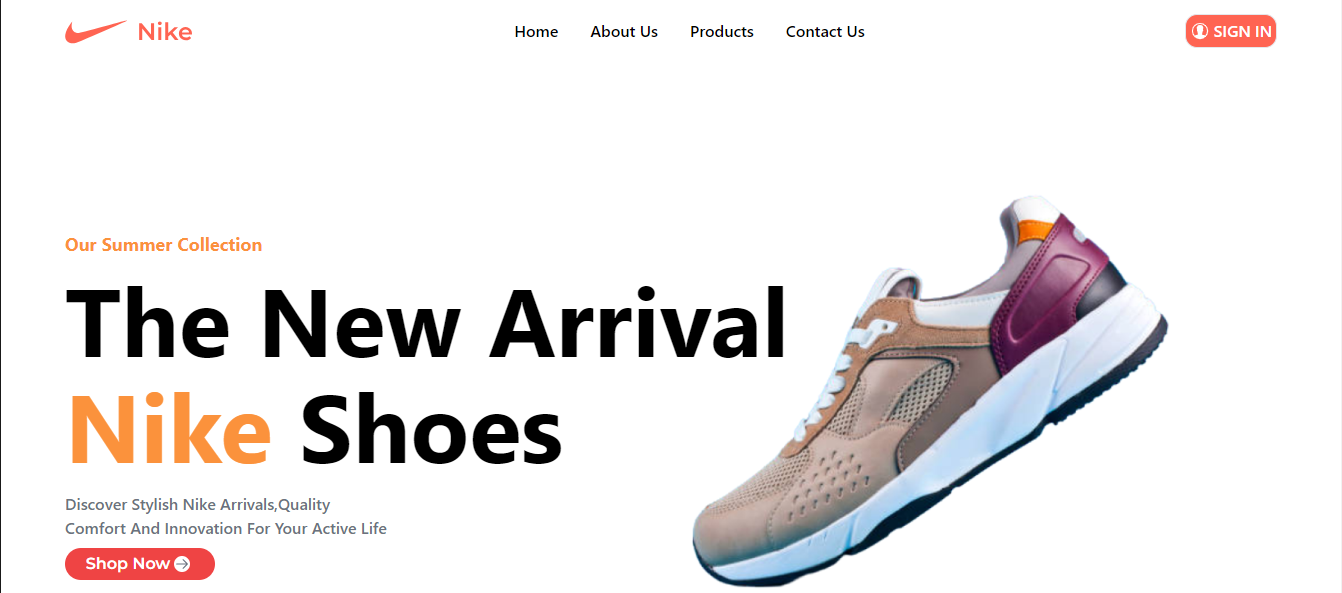 Nike
Home About Us Products Contact Us
SIGN IN
Our Summer Collection
The New Arrival
Nike Shoes
Discover Stylish Nike Arrivals,Quality
Comfort And Innovation For Your Active Life
Shop Now